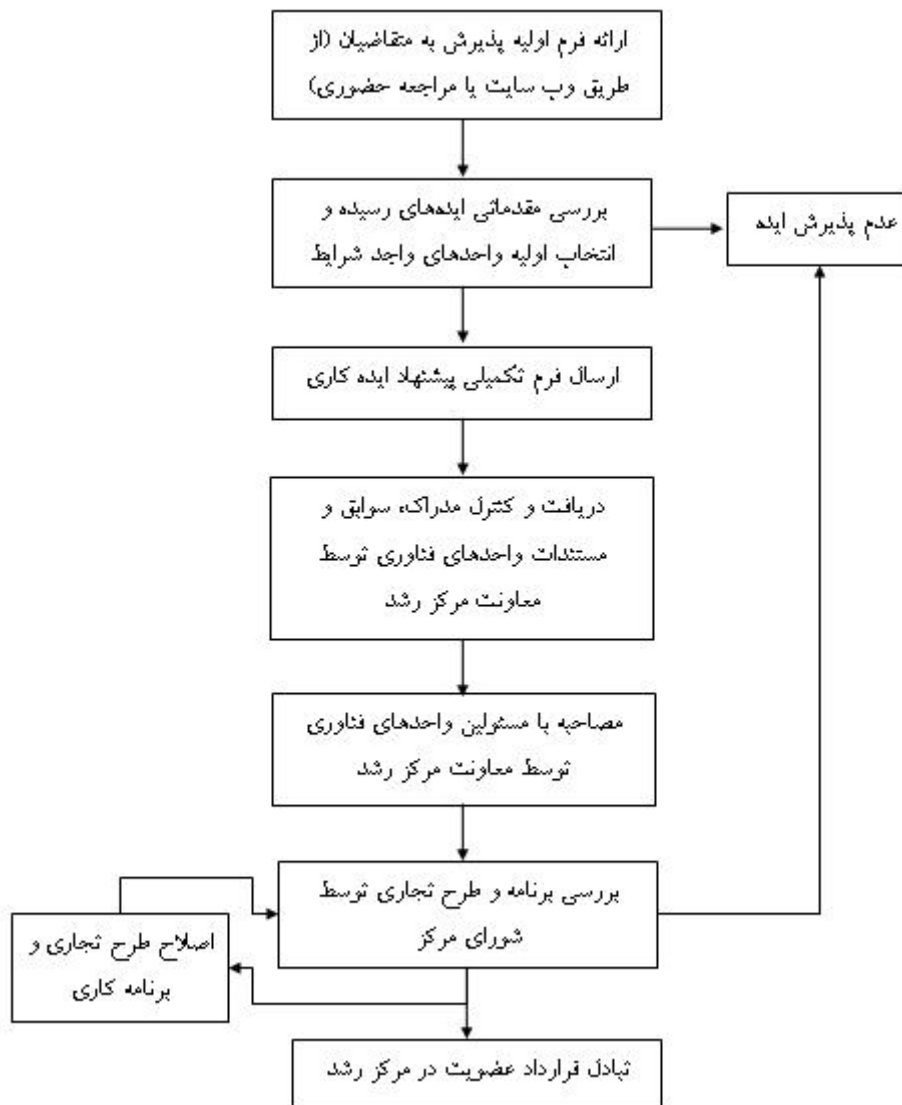 ارائه فرم اولیه پذیرش به متقاضیان (از
طریق وب سایت یا مراجعه حضوری)
بررسی مقدماتی ایده‌های رسیده و
انتخاب اولیه واحدهای واجد شرایط
عدم پذیرش ایده
ارسال فرم تکمیلی پیشنهاد ایده کاری
دریافت و کنترل مدراک، سوابق و
مستندات واحدهای فناوری توسط
معاونت مرکز رشد
مصاحبه با مسئولین واحدهای فناوری
توسط معاونت مرکز رشد
بررسی برنامه و طرح تجاری توسط
شورای مرکز
اصلاح طرح تجاری و
برنامه کاری
تبادل قرارداد عضویت در مرکز رشد